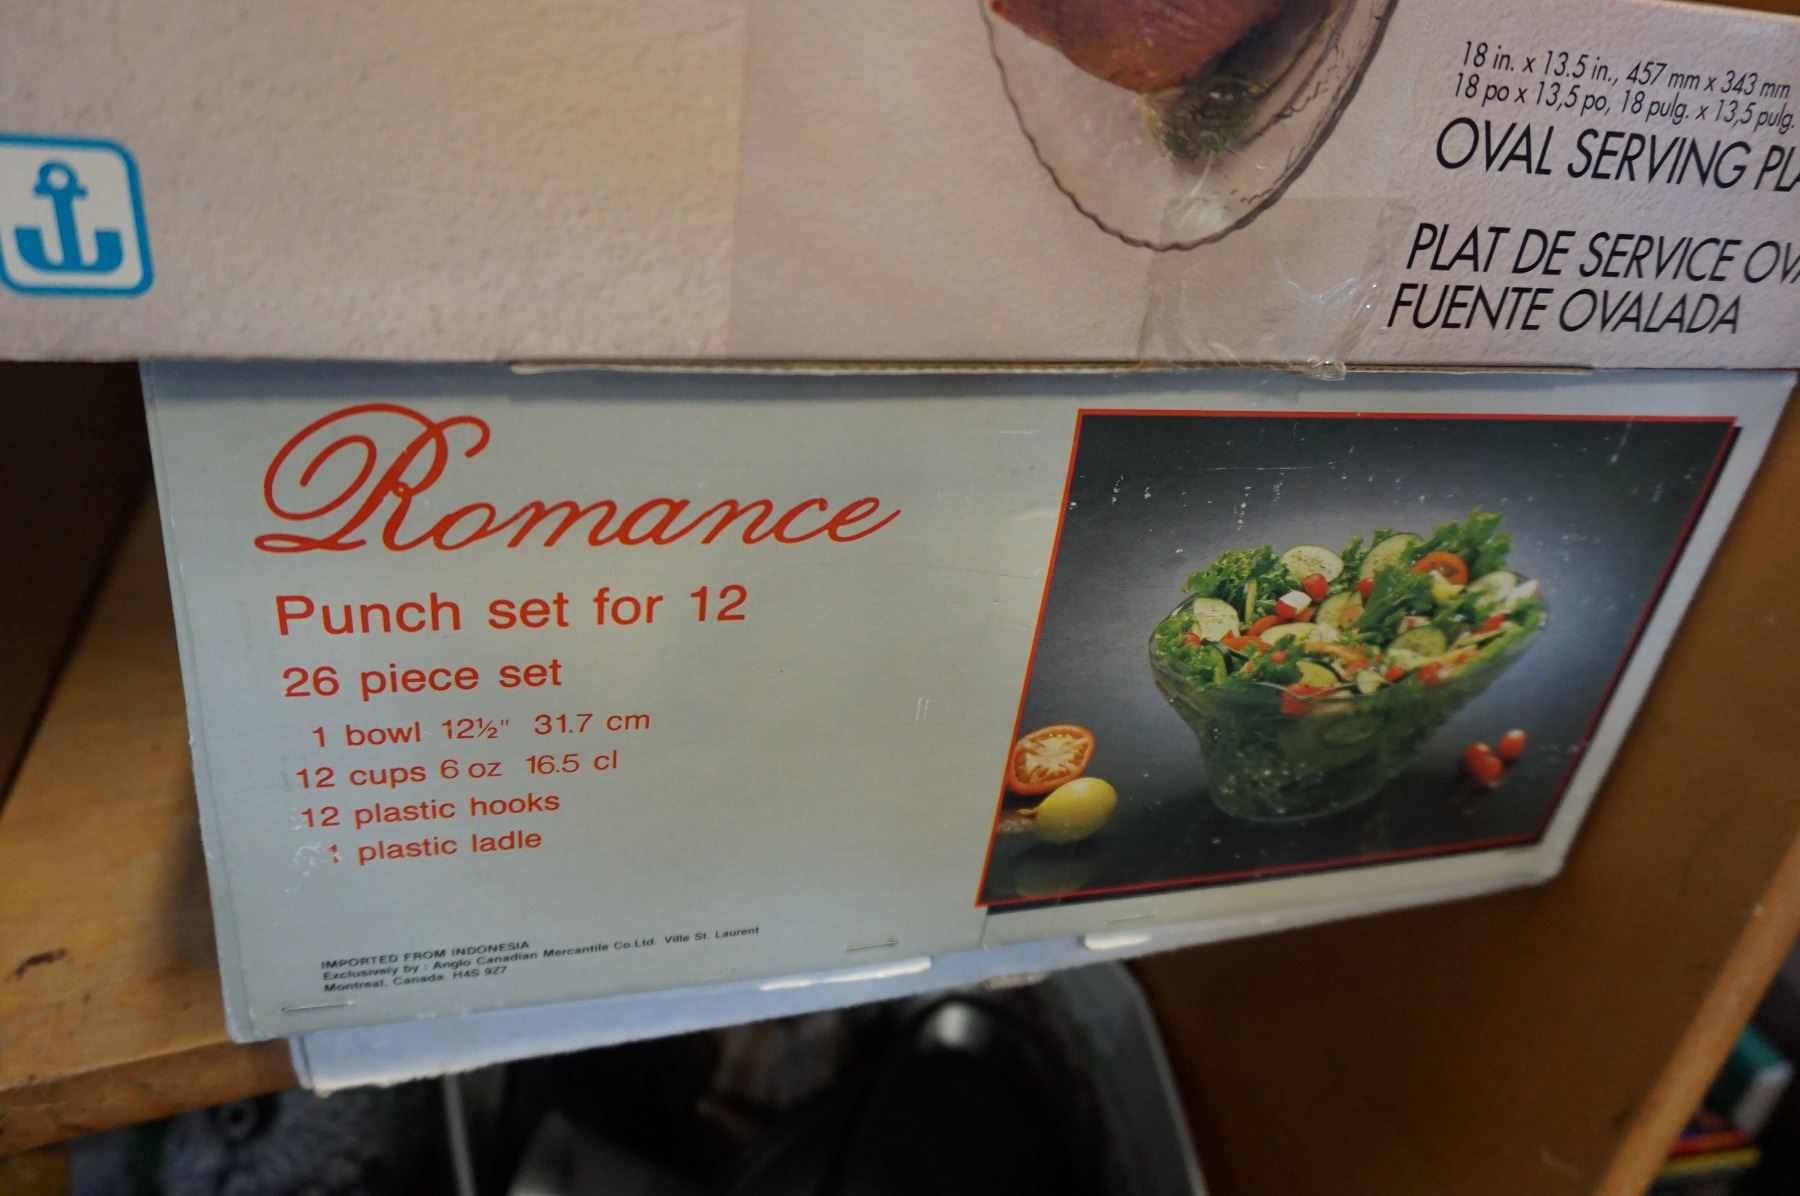 18 in. x 13.5 in., 457 mm x 343 mm
18 po x 13,5 po, 18 pulg. x 13,5 pulg.
OVAL SERVING
PLAT DE SERVICE
FUENTE OVALADA
Romance
Punch set for 12
26 piece set
1 bowl 12½" 31.7 cm
12 cups 6 oz 16.5 cl
12 plastic hooks
1 plastic ladle
IMPORTED FROM INDONESIA
Exclusively by : Anglo Canadian Mercantile Co.Ltd. Ville St. Laurent
Montreal, Canada. H4S 9Z7